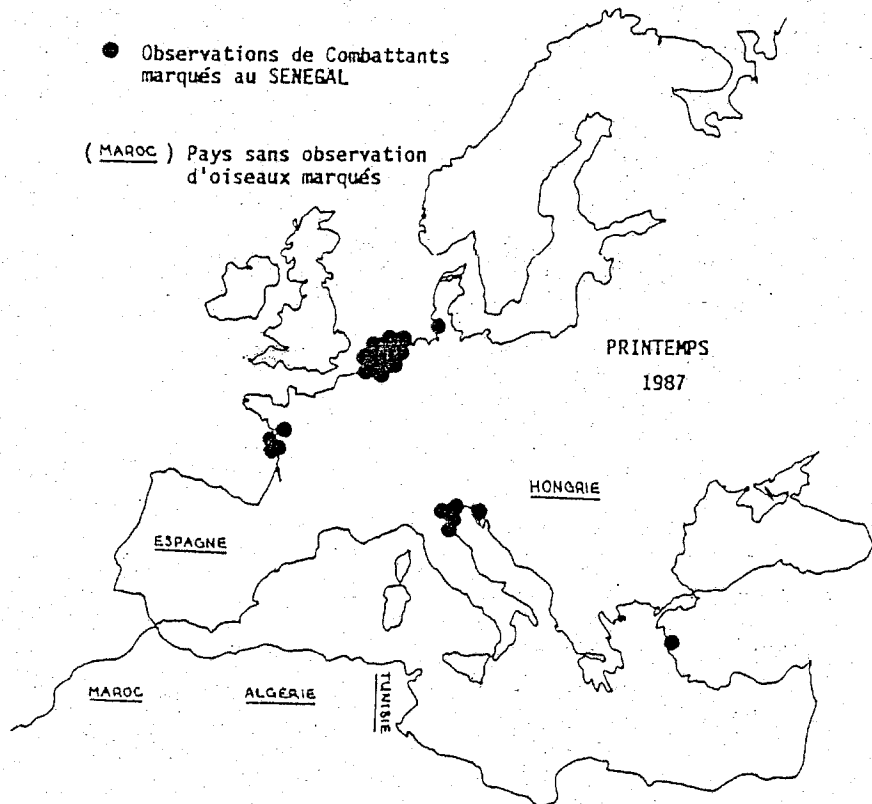 Observations de Combattants
marqués au SENEGAL
(MAROC) Pays sans observation
d'oiseaux marqués
PRINTEMPS
1987
HONGRIE
ESPAGNE
MAROC
ALGÉRIE
TUNISIE